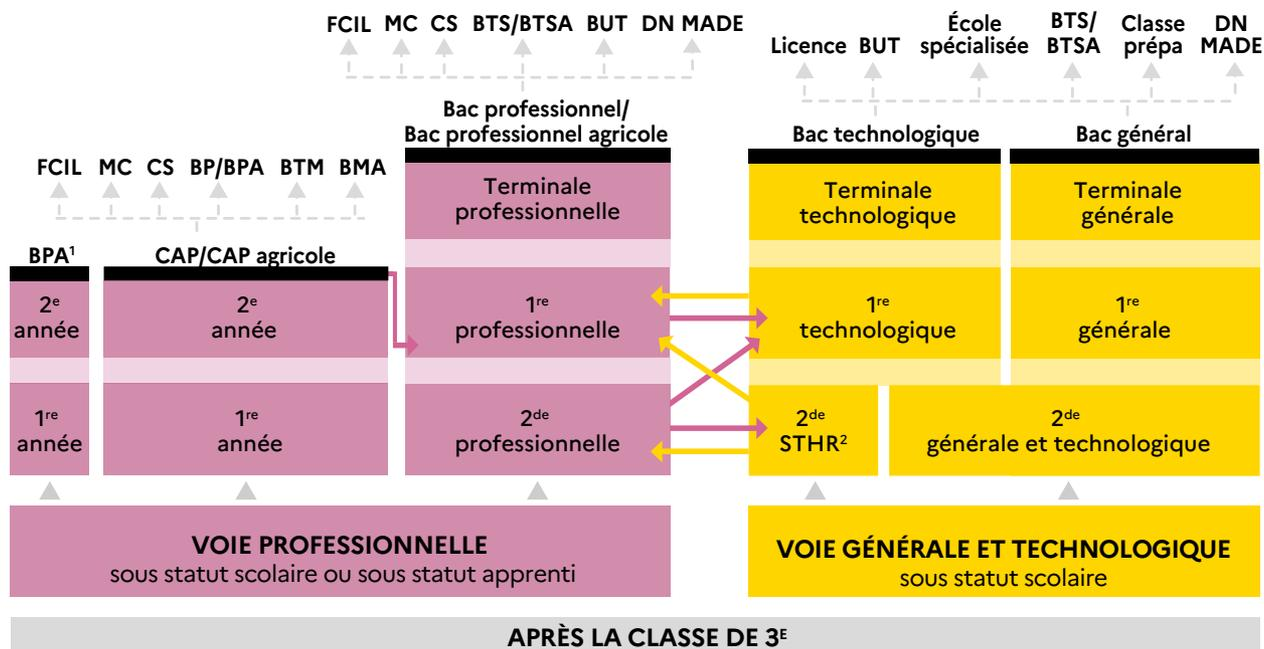 FCIL MC CS BTS/BTSA BUT DN MADE
Licence BUT École spécialisée BTS/BTSA Classe prépa DN MADE
Bac professionnel/
Bac professionnel agricole
Bac technologique
Bac général
FCIL MC CS BP/BPA BTM BMA
Terminale
professionnelle
Terminale
technologique
Terminale
générale
BPA¹
CAP/CAP agricole
2ᵉ
année
2ᵉ
année
1ʳᵉ
professionnelle
1ʳᵉ
technologique
1ʳᵉ
générale
1ʳᵉ
année
1ʳᵉ
année
2ᵈᵉ
professionnelle
2ᵈᵉ
STHR²
2ᵈᵉ
générale et technologique
VOIE PROFESSIONNELLE
sous statut scolaire ou sous statut apprenti
VOIE GÉNÉRALE ET TECHNOLOGIQUE
sous statut scolaire
APRÈS LA CLASSE DE 3ᴱ